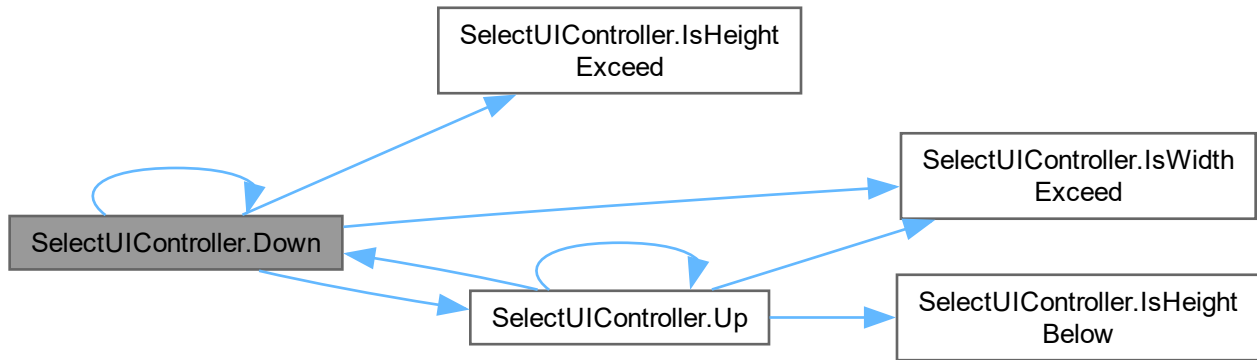 SelectUIController.IsHeight
Exceed
SelectUIController.IsWidth
Exceed
SelectUIController.Down
SelectUIController.Up
SelectUIController.IsHeight
Below